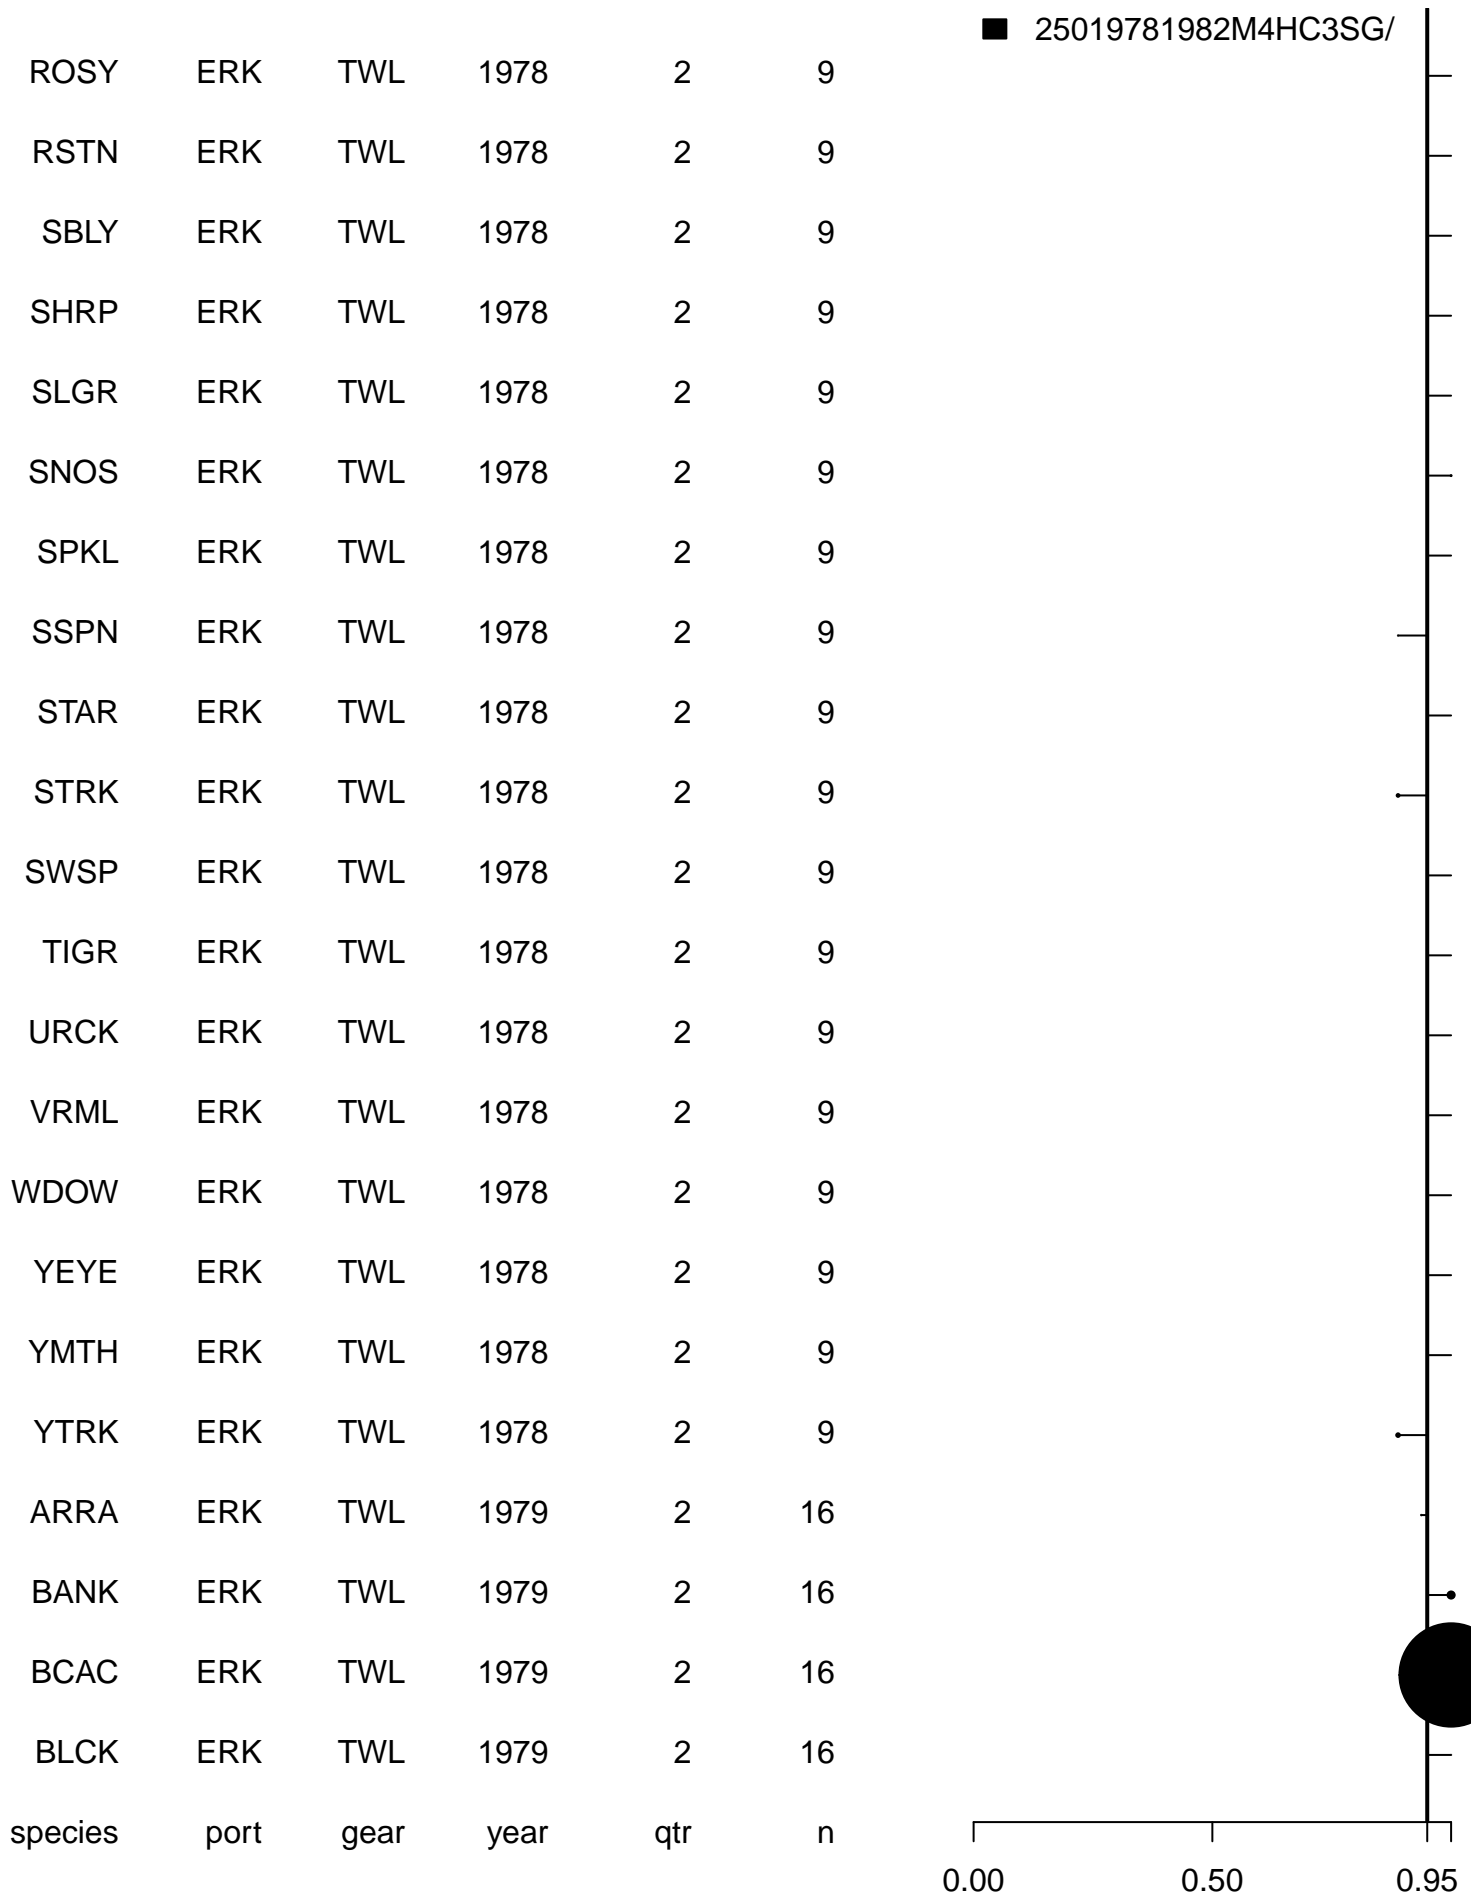 25019781982M4HC3SG/
ROSY ERK TWL 1978 2 9
RSTN ERK TWL 1978 2 9
SBLY ERK TWL 1978 2 9
SHRP ERK TWL 1978 2 9
SLGR ERK TWL 1978 2 9
SNOS ERK TWL 1978 2 9
SPKL ERK TWL 1978 2 9
SSPN ERK TWL 1978 2 9
STAR ERK TWL 1978 2 9
STRK ERK TWL 1978 2 9
SWSP ERK TWL 1978 2 9
TIGR ERK TWL 1978 2 9
URCK ERK TWL 1978 2 9
VRML ERK TWL 1978 2 9
WDOW ERK TWL 1978 2 9
YEYE ERK TWL 1978 2 9
YMTH ERK TWL 1978 2 9
YTRK ERK TWL 1978 2 9
ARRA ERK TWL 1979 2 16
BANK ERK TWL 1979 2 16
BCAC ERK TWL 1979 2 16
BLCK ERK TWL 1979 2 16
species port gear year qtr n
0.00 0.50 0.95